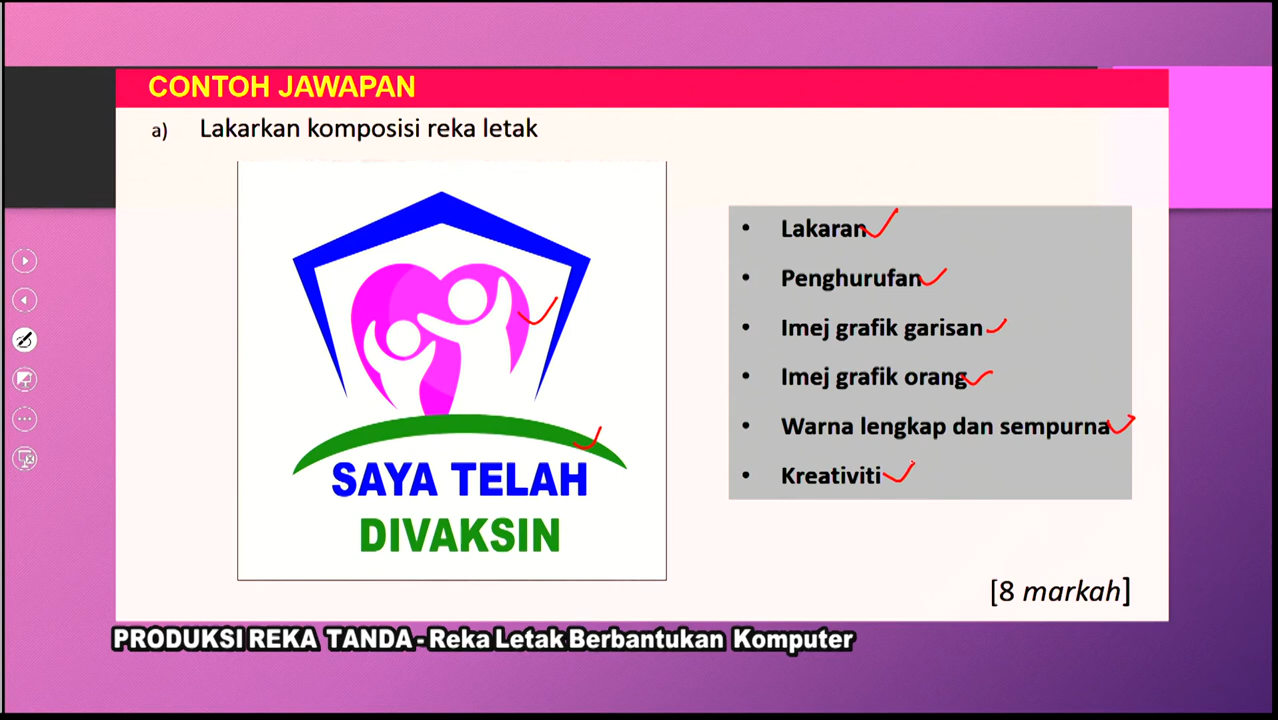 CONTOH JAWAPAN
a) Lakarkan komposisi reka letak
SAYA TELAH
DIVAKSIN
• Lakaran
• Penghurufan
• Imej grafik garisan
• Imej grafik orang
• Warna lengkap dan sempurna
• Kreativiti
[8 markah]
PRODUKSI REKA TANDA - Reka Letak Berbantukan Komputer